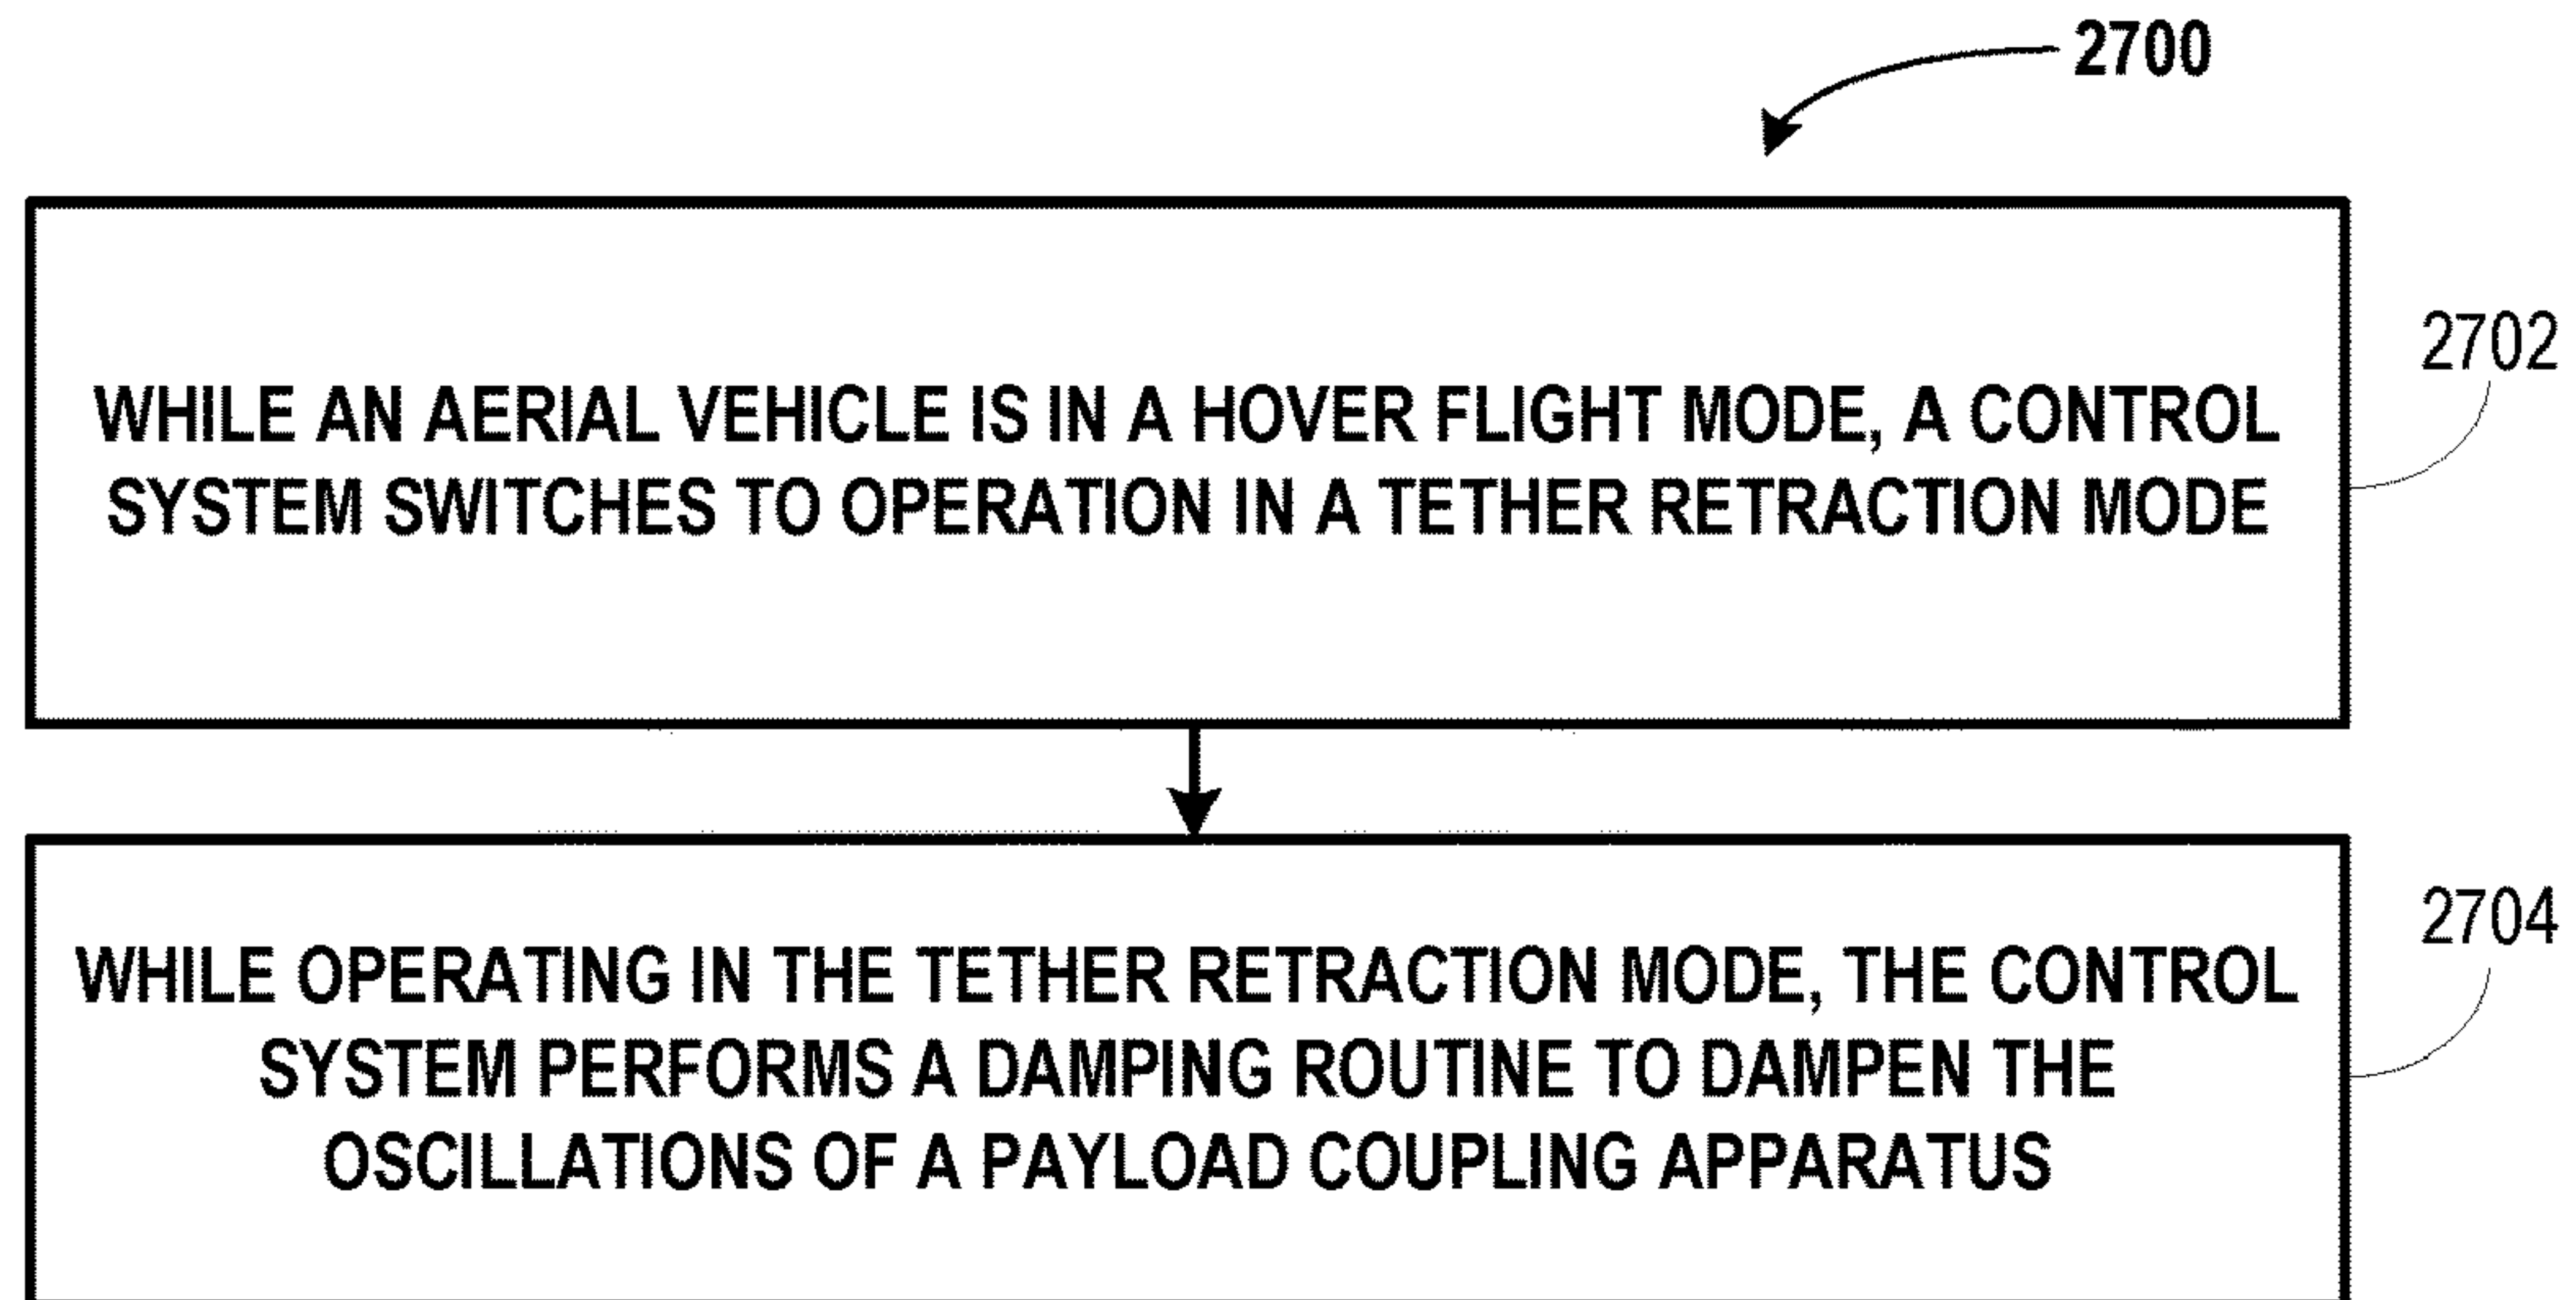 2700
WHILE AN AERIAL VEHICLE IS IN A HOVER FLIGHT MODE, A CONTROL
SYSTEM SWITCHES TO OPERATION IN A TETHER RETRACTION MODE
2702
WHILE OPERATING IN THE TETHER RETRACTION MODE, THE CONTROL
SYSTEM PERFORMS A DAMPING ROUTINE TO DAMPEN THE
OSCILLATIONS OF A PAYLOAD COUPLING APPARATUS
2704